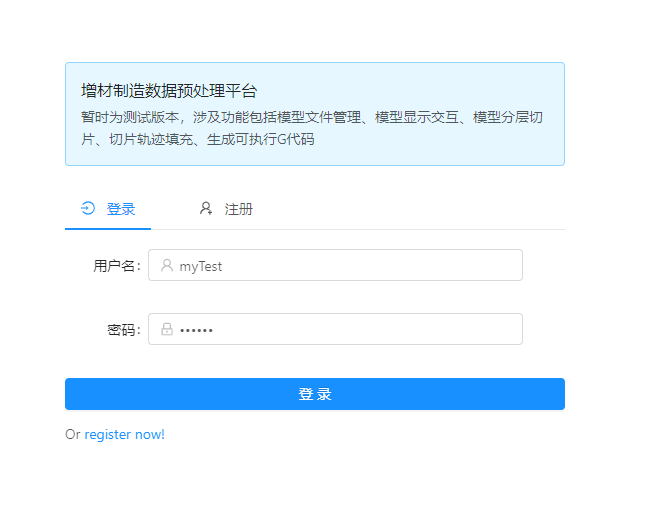 增材制造数据预处理平台
暂时为测试版本，涉及功能包括模型文件管理、模型显示交互、模型分层切
片、切片轨迹填充、生成可执行G代码
登录 注册
用户名： myTest
密码： ••••••
登 录
Or register now!